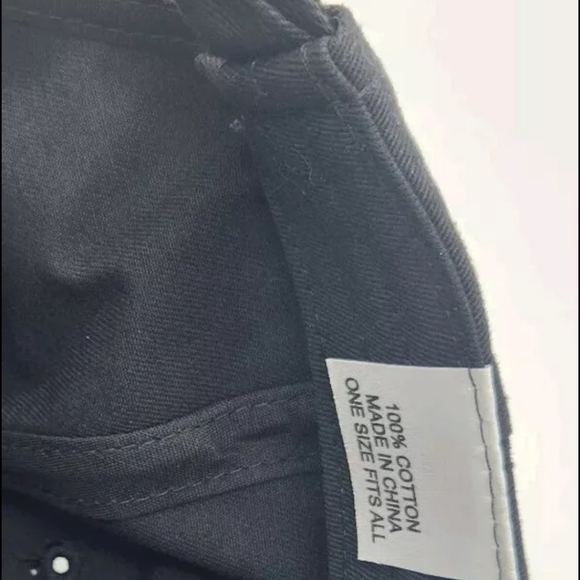 100% COTTON
MADE IN CHINA
ONE SIZE FITS ALL